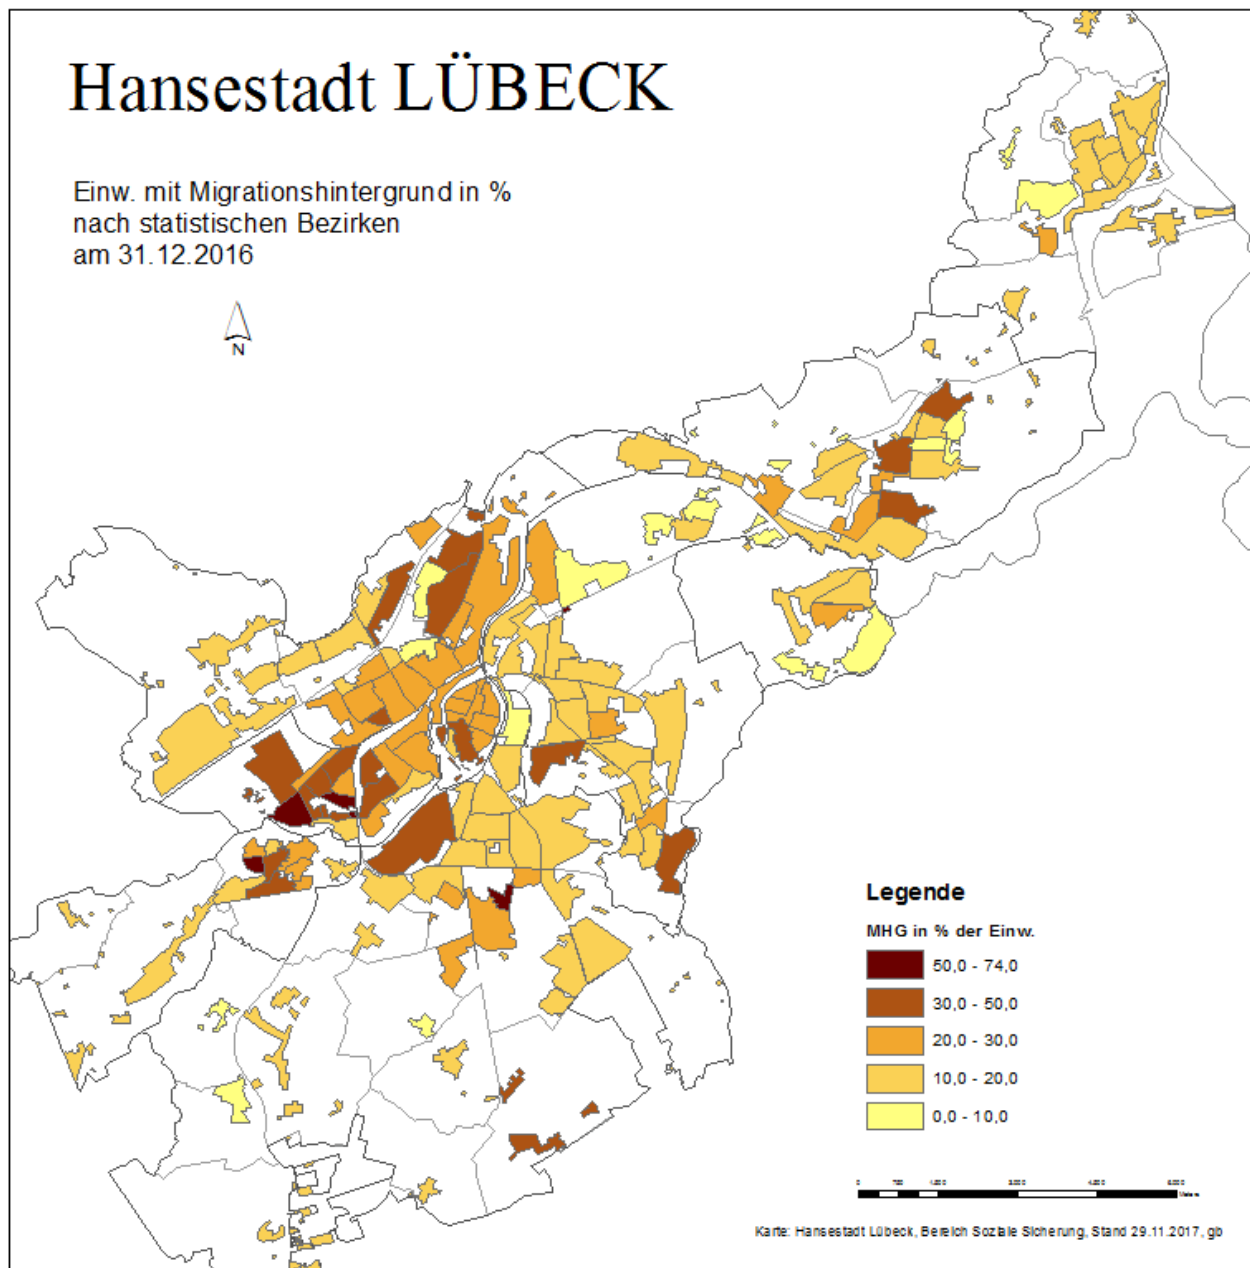 Hansestadt LÜBECK
Einw. mit Migrationshintergrund in %
nach statistischen Bezirken
am 31.12.2016
N
Legende
MHG in % der Einw.
50,0 - 74,0
30,0 - 50,0
20,0 - 30,0
10,0 - 20,0
0,0 - 10,0
0
Karte: Hansestadt Lübeck, Bereich Soziale Sicherung, Stand 29.11.2017, gb